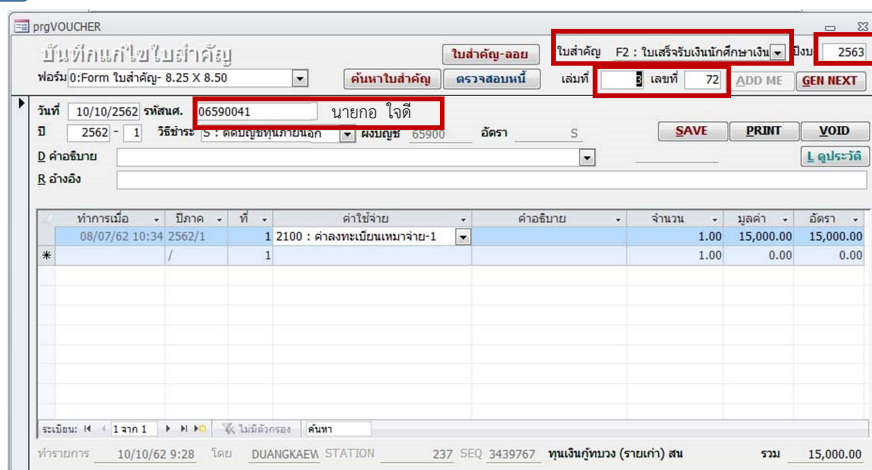 prgVOUCHER
บันทึกแก้ไขใบสำคัญ ใบสำคัญ-ลอย ใบสำคัญ F2 : ใบเสร็จรับเงินนักศึกษาเงิน ปีงบ 2563
ฟอร์ม 0:Form ใบสำคัญ- 8.25 X 8.50 ค้นหาใบสำคัญ ตรวจสอบหนี้ เล่มที่ 3 เลขที่ 72 ADD ME GEN NEXT
วันที่ 10/10/2562 รหัสนศ. 06590041 นายกอ ใจดี
ปี 2562 - 1 วิธีชำระ S : ตัดบัญชีทุนภายนอก ผังบัญชี 65900 อัตรา S SAVE PRINT VOID
D คำอธิบาย L ดูประวัติ
R อ้างอิง
ทำการเมื่อ ปีภาค ที่ ค่าใช้จ่าย คำอธิบาย จำนวน มูลค่า อัตรา
08/07/62 10:34 2562/1 1 2100 : ค่าลงทะเบียนเหมาจ่าย-1 1.00 15,000.00 15,000.00
* / 1 1.00 0.00 0.00
ระเบียน: 1 จาก 1 ไม่มีตัวกรอง ค้นหา
ทำรายการ 10/10/62 9:28 โดย DUANGKAEW STATION 237 SEQ 3439767 ทุนเงินกู้ทบวง (รายเก่า) สน รวม 15,000.00